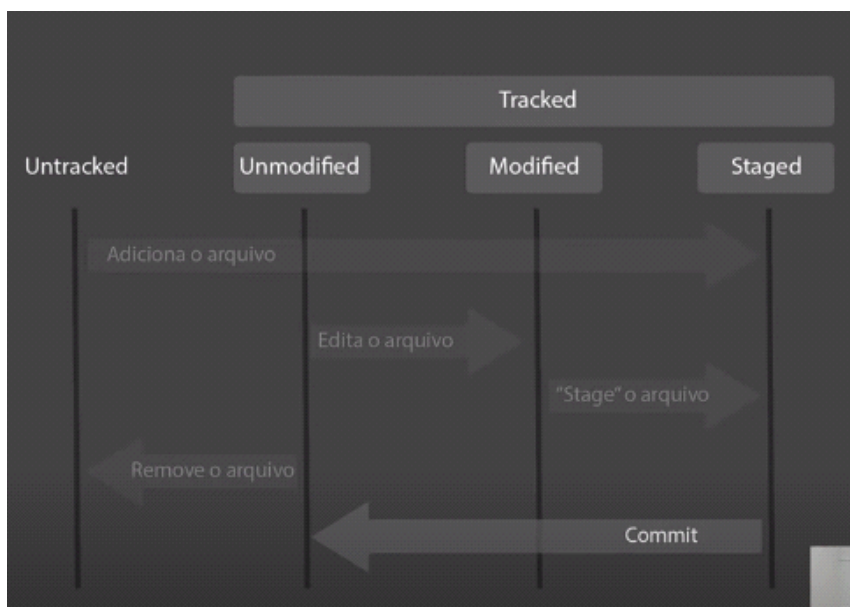 Tracked
Untracked Unmodified Modified Staged
Adiciona o arquivo
Edita o arquivo
"Stage" o arquivo
Remove o arquivo
Commit